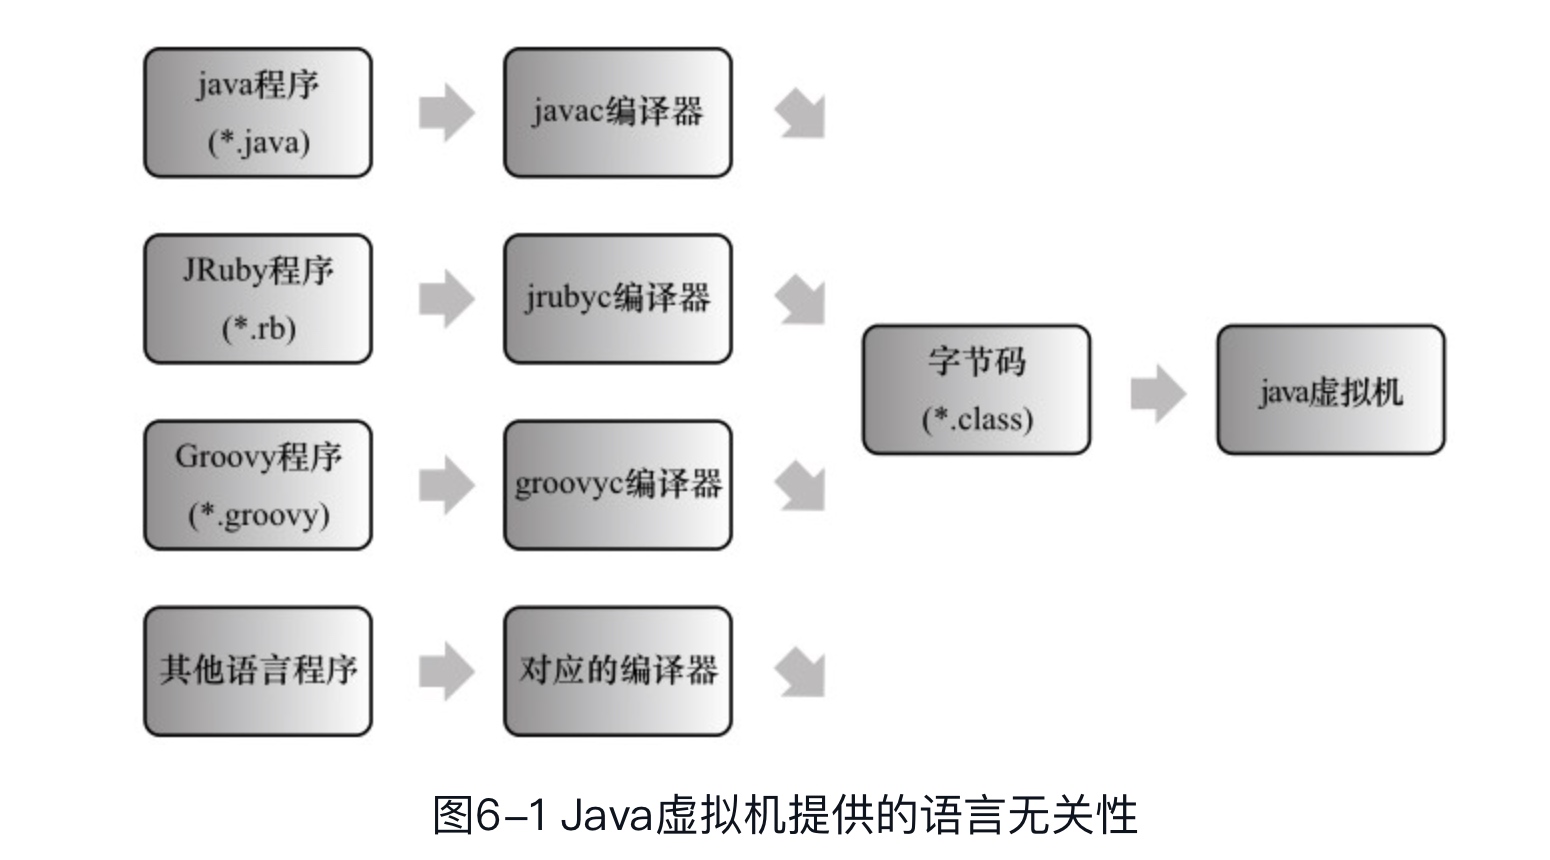 java程序
(*.java)
javac编译器
JRuby程序
(*.rb)
jrubyc编译器
Groovy程序
(*.groovy)
groovyc编译器
其他语言程序
对应的编译器
字节码
(*.class)
java虚拟机
图6–1 Java虚拟机提供的语言无关性